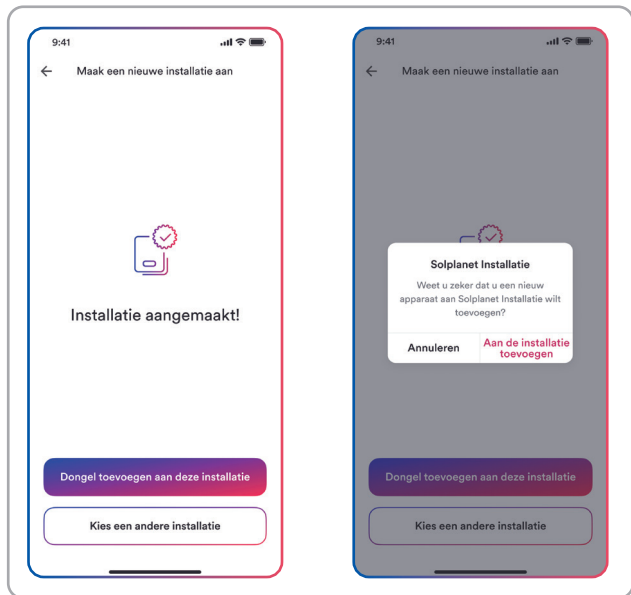 9:41
Maak een nieuwe installatie aan
Installatie aangemaakt!
Dongel toevoegen aan deze installatie
Kies een andere installatie
9:41
Maak een nieuwe installatie aan
Solplanet Installatie
Weet u zeker dat u een nieuw
apparaat aan Solplanet Installatie wilt
toevoegen?
Annuleren
Aan de installatie
toevoegen
Dongel toevoegen aan deze installatie
Kies een andere installatie